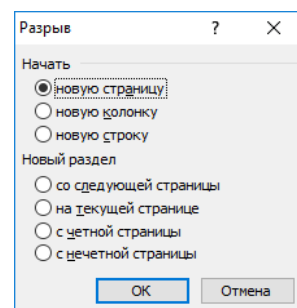 Разрыв ? ×
Начать
новую страницу
новую колонку
новую строку
Новый раздел
со следующей страницы
на текущей странице
с четной страницы
с нечетной страницы
ОК Отмена